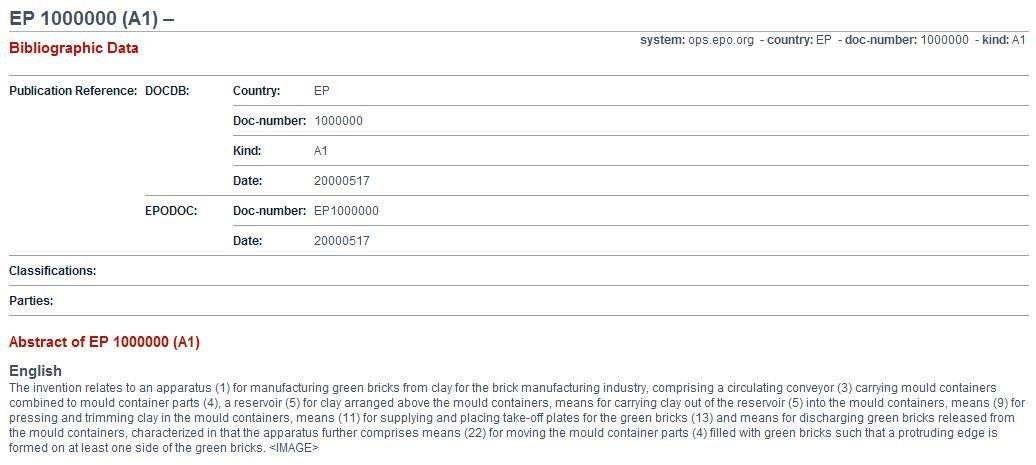 EP 1000000 (A1) –
system: ops.epo.org - country: EP - doc-number: 1000000 - kind: A1
Bibliographic Data
Publication Reference: DOCDB: Country: EP
Doc-number: 1000000
Kind: A1
Date: 20000517
EPODOC: Doc-number: EP1000000
Date: 20000517
Classifications:
Parties:
Abstract of EP 1000000 (A1)
English
The invention relates to an apparatus (1) for manufacturing green bricks from clay for the brick manufacturing industry, comprising a circulating conveyor (3) carrying mould containers
combined to mould container parts (4), a reservoir (5) for clay arranged above the mould containers, means for carrying clay out of the reservoir (5) into the mould containers, means (9) for
pressing and trimming clay in the mould containers, means (11) for supplying and placing take-off plates for the green bricks (13) and means for discharging green bricks released from
the mould containers, characterized in that the apparatus further comprises means (22) for moving the mould container parts (4) filled with green bricks such that a protruding edge is
formed on at least one side of the green bricks. <IMAGE>